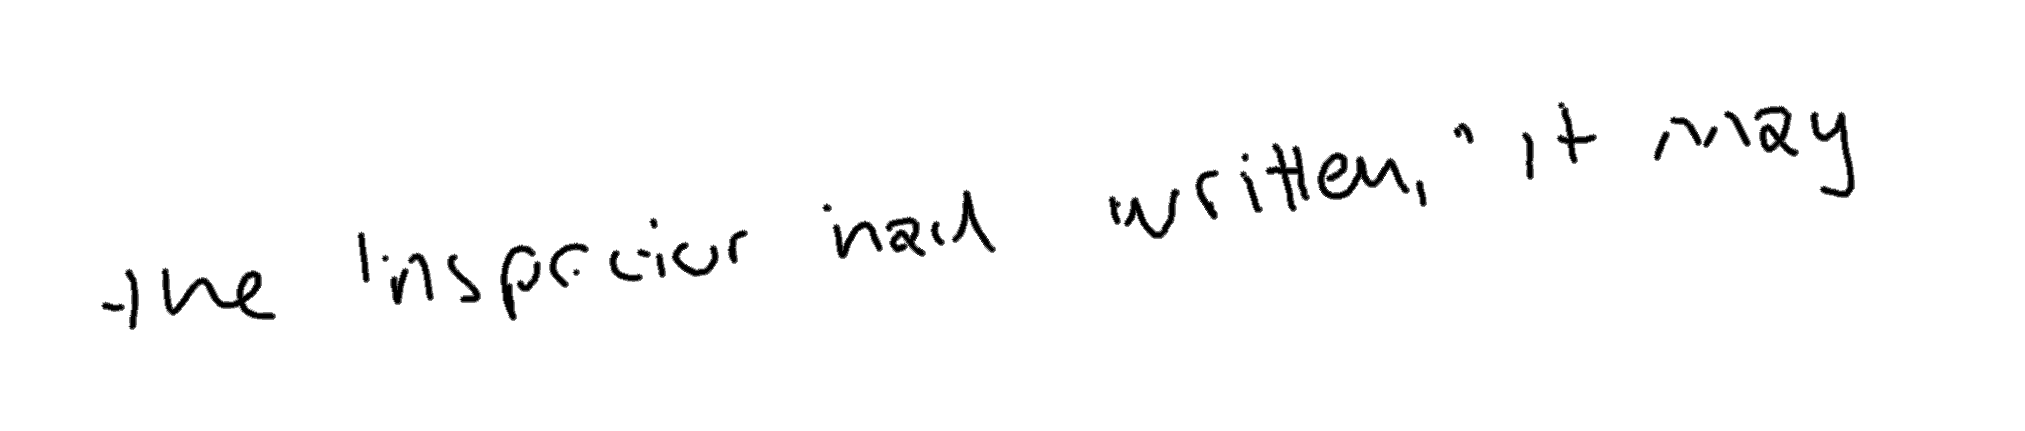 the inspector had written, " it may